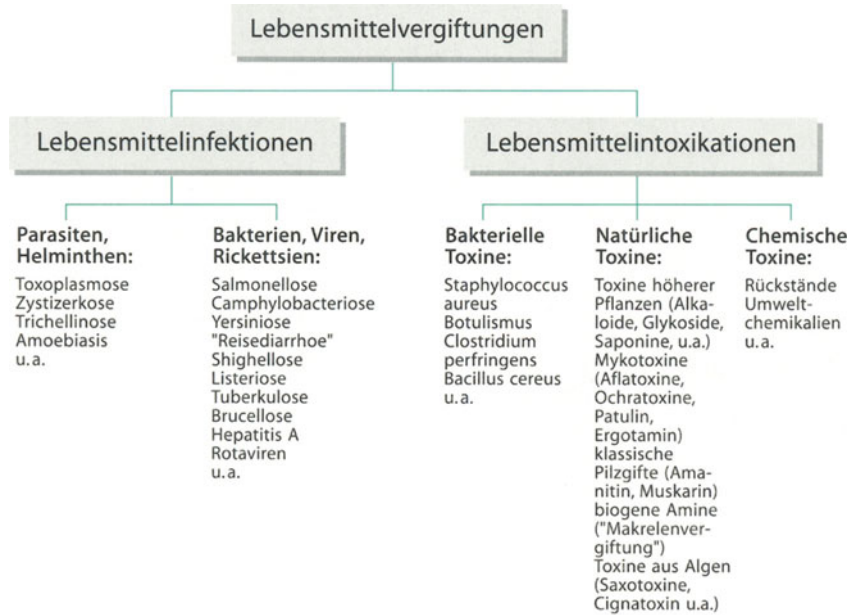 Lebensmittelvergiftungen
Lebensmittelinfektionen
Lebensmittelintoxikationen
Parasiten,
Helminthen:
Toxoplasmose
Zystizerkose
Trichellinose
Amoebiasis
u.a.
Bakterien, Viren,
Rickettsien:
Salmonellose
Camphylobacteriose
Yersiniose
"Reisediarrhoe"
Shighellose
Listeriose
Tuberkulose
Brucellose
Hepatitis A
Rotaviren
u.a.
Bakterielle
Toxine:
Staphylococcus
aureus
Botulismus
Clostridium
perfringens
Bacillus cereus
u.a.
Natürliche
Toxine:
Toxine höherer
Pflanzen (Alka-
loide, Glykoside,
Saponine, u.a.)
Mykotoxine
(Aflatoxine,
Ochratoxine,
Patulin,
Ergotamin)
klassische
Pilzgifte (Ama-
nitin, Muskarin)
biogene Amine
("Makrelenver-
giftung")
Toxine aus Algen
(Saxotoxine,
Cignatoxin u.a.)
Chemische
Toxine:
Rückstände
Umwelt-
chemikalien
u.a.